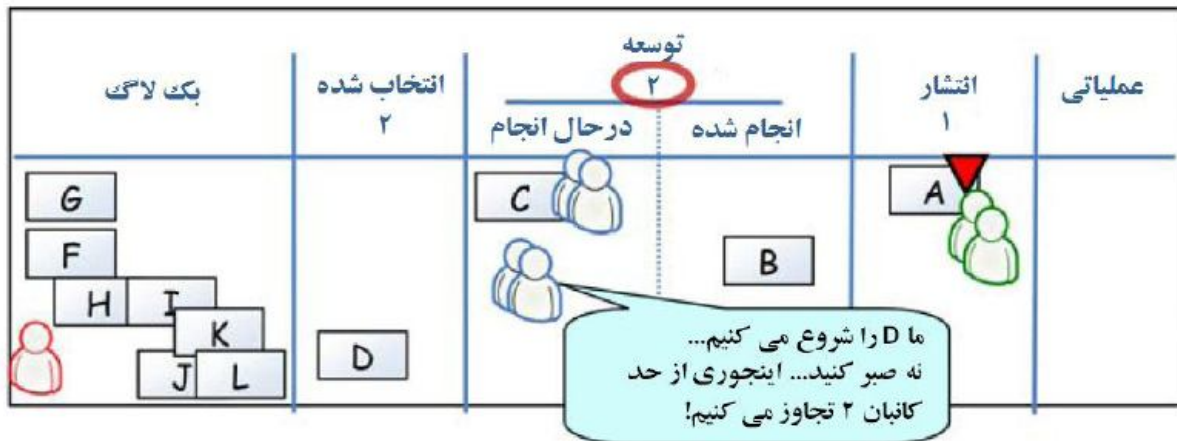 توسعه
۲
بک لاگ
انتخاب شده
۲
درحال انجام
انجام شده
انتشار
۱
عملیاتی
G
F
H
I
K
J
L
D
C
B
A
ما D را شروع می کنیم...
نه صبر کنید... اینجوری از حد
کانبان ۲ تجاوز می کنیم!